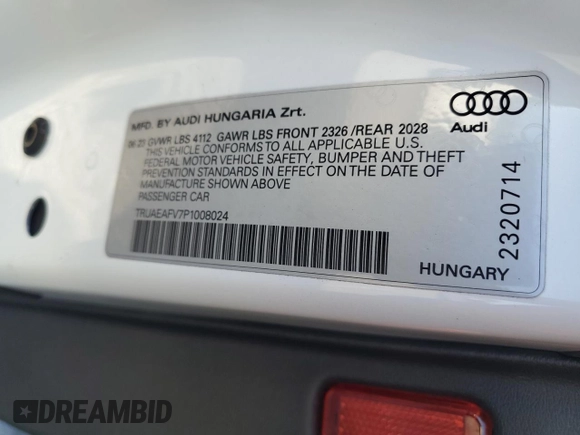 MFD. BY AUDI HUNGARIA Zrt.
06 23 GVWR LBS 4112 GAWR LBS FRONT 2326 /REAR 2028
THIS VEHICLE CONFORMS TO ALL APPLICABLE U.S.
FEDERAL MOTOR VEHICLE SAFETY, BUMPER AND THEFT
PREVENTION STANDARDS IN EFFECT ON THE DATE OF
MANUFACTURE SHOWN ABOVE
PASSENGER CAR
TRUAEAFV7P1008024
Audi
2320714
HUNGARY
DREAMBID